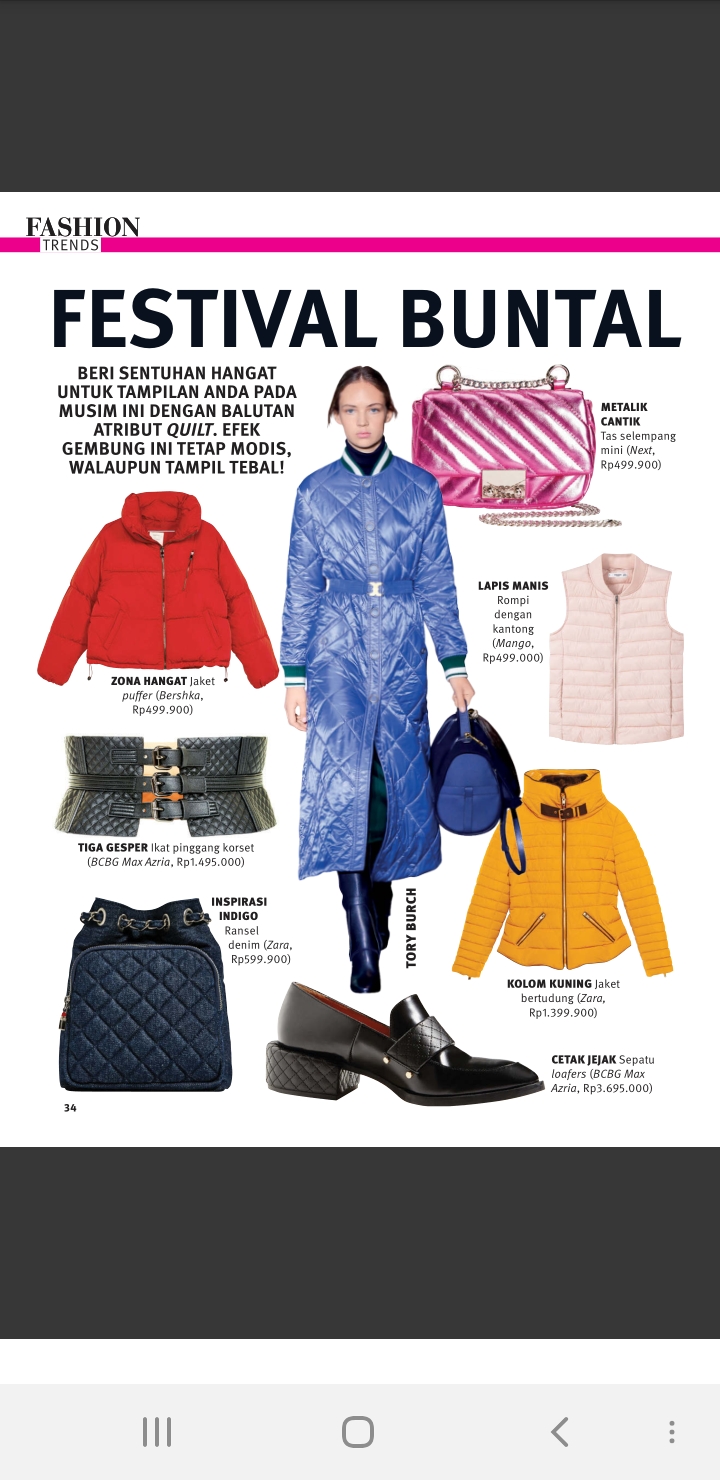 FASHION
TRENDS
FESTIVAL BUNTAL
BERI SENTUHAN HANGAT
UNTUK TAMPILAN ANDA PADA
MUSIM INI DENGAN BALUTAN
ATRIBUT QUILT. EFEK
GEMBUNG INI TETAP MODIS,
WALAUPUN TAMPIL TEBAL!
METALIK
CANTIK
Tas selempang
mini (Next,
Rp499.900)
LAPIS MANIS
Rompi
dengan
kantong
(Mango,
Rp499.000)
ZONA HANGAT Jaket
puffer (Bershka,
Rp499.900)
TIGA GESPER Ikat pinggang korset
(BCBG Max Azria, Rp1.495.000)
INSPIRASI
INDIGO
Ransel
denim (Zara,
Rp599.900)
TORY BURCH
KOLOM KUNING Jaket
bertudung (Zara,
Rp1.399.900)
CETAK JEJAK Sepatu
loafers (BCBG Max
Azria, Rp3.695.000)
34